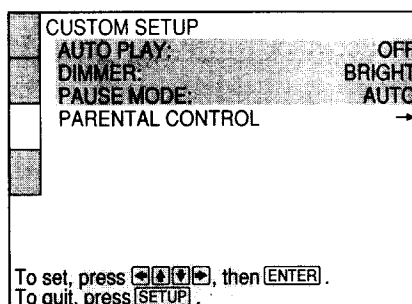 CUSTOM SETUP
AUTO PLAY: OFF
DIMMER: BRIGHT
PAUSE MODE: AUTO
PARENTAL CONTROL →
To set, press ←↑↓→, then ENTER.
To quit, press SETUP.